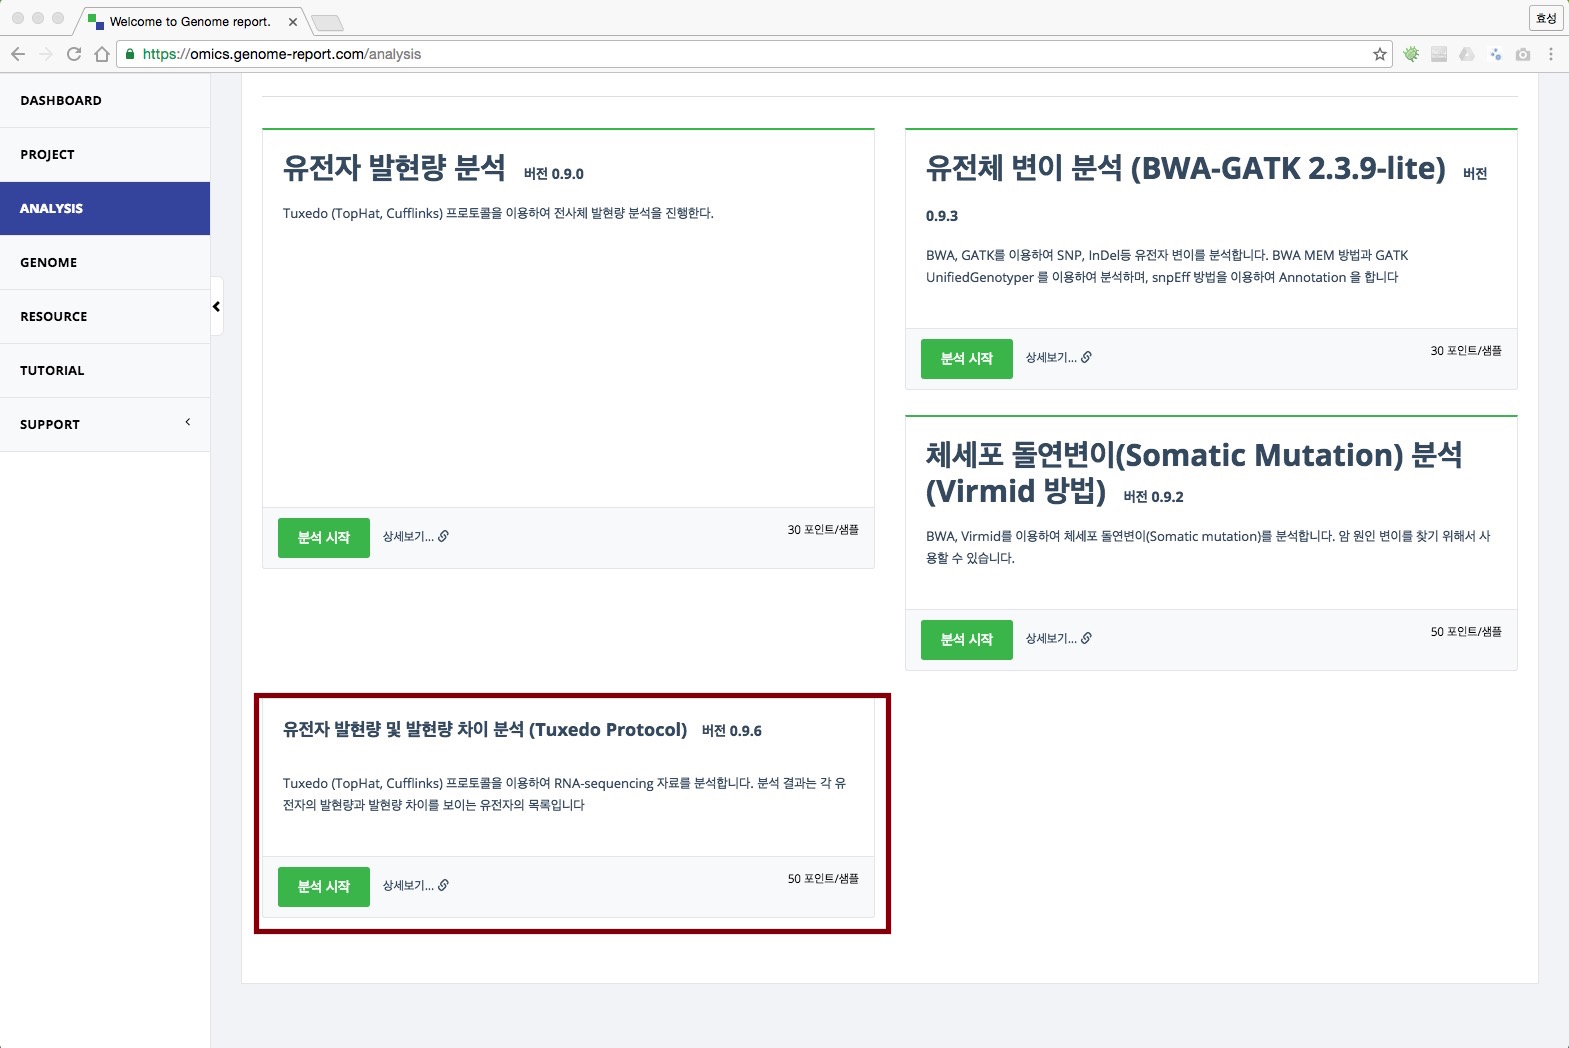 Welcome to Genome report.
효성
https://omics.genome-report.com/analysis
DASHBOARD
PROJECT
ANALYSIS
GENOME
RESOURCE
TUTORIAL
SUPPORT
유전자 발현량 분석 버전 0.9.0
Tuxedo (TopHat, Cufflinks) 프로토콜을 이용하여 전사체 발현량 분석을 진행한다.
분석 시작 상세보기... 30 포인트/샘플
유전체 변이 분석 (BWA-GATK 2.3.9-lite) 버전
0.9.3
BWA, GATK를 이용하여 SNP, InDel등 유전자 변이를 분석합니다. BWA MEM 방법과 GATK
UnifiedGenotyper 를 이용하여 분석하며, snpEff 방법을 이용하여 Annotation 을 합니다
분석 시작 상세보기... 30 포인트/샘플
체세포 돌연변이(Somatic Mutation) 분석
(Virmid 방법) 버전 0.9.2
BWA, Virmid를 이용하여 체세포 돌연변이(Somatic mutation)를 분석합니다. 암 원인 변이를 찾기 위해서 사
용할 수 있습니다.
분석 시작 상세보기... 50 포인트/샘플
유전자 발현량 및 발현량 차이 분석 (Tuxedo Protocol) 버전 0.9.6
Tuxedo (TopHat, Cufflinks) 프로토콜을 이용하여 RNA-sequencing 자료를 분석합니다. 분석 결과는 각 유
전자의 발현량과 발현량 차이를 보이는 유전자의 목록입니다
분석 시작 상세보기... 50 포인트/샘플